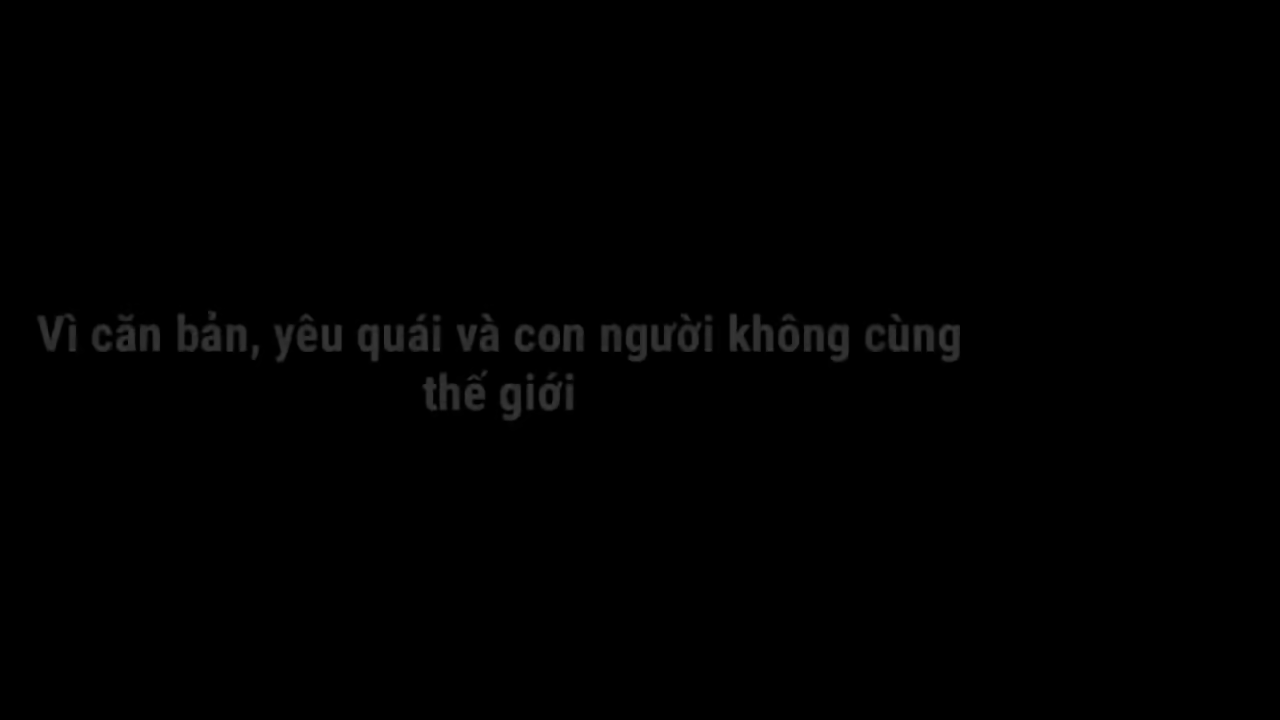 Vì căn bản, yêu quái và con người không cùng
thế giới